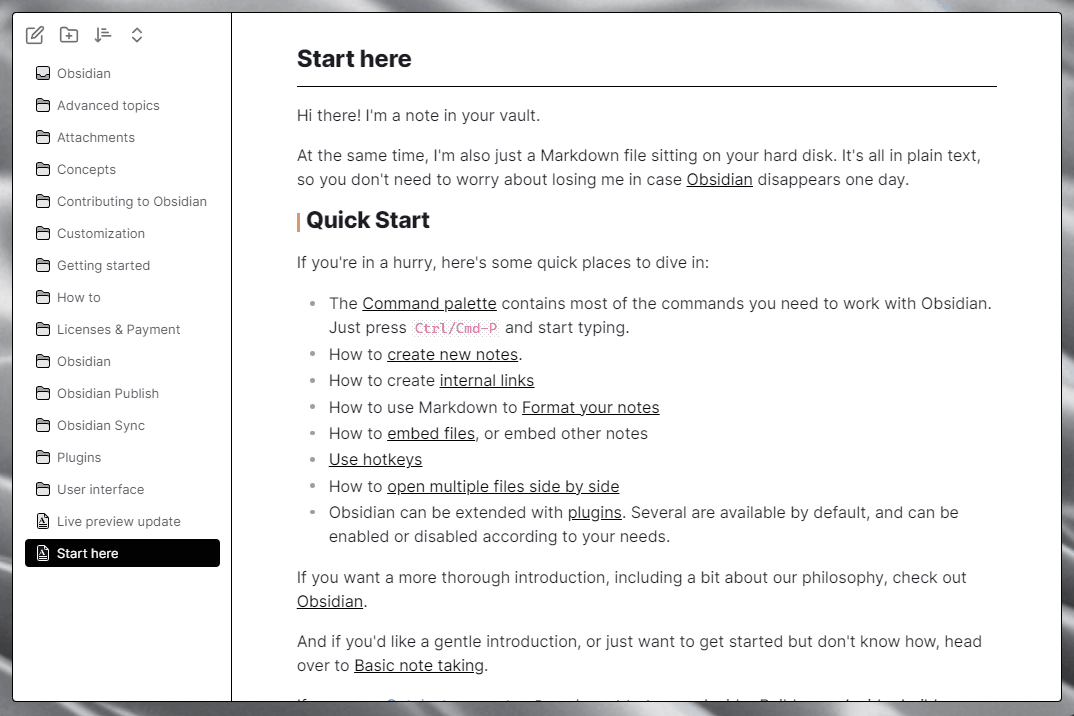 Obsidian
Advanced topics
Attachments
Concepts
Contributing to Obsidian
Customization
Getting started
How to
Licenses & Payment
Obsidian
Obsidian Publish
Obsidian Sync
Plugins
User interface
Live preview update
Start here
Start here
Hi there! I'm a note in your vault.
At the same time, I'm also just a Markdown file sitting on your hard disk. It's all in plain text,
so you don't need to worry about losing me in case Obsidian disappears one day.
Quick Start
If you're in a hurry, here's some quick places to dive in:
The Command palette contains most of the commands you need to work with Obsidian.
Just press Ctrl/Cmd-P and start typing.
How to create new notes.
How to create internal links
How to use Markdown to Format your notes
How to embed files, or embed other notes
Use hotkeys
How to open multiple files side by side
Obsidian can be extended with plugins. Several are available by default, and can be
enabled or disabled according to your needs.
If you want a more thorough introduction, including a bit about our philosophy, check out
Obsidian.
And if you'd like a gentle introduction, or just want to get started but don't know how, head
over to Basic note taking.